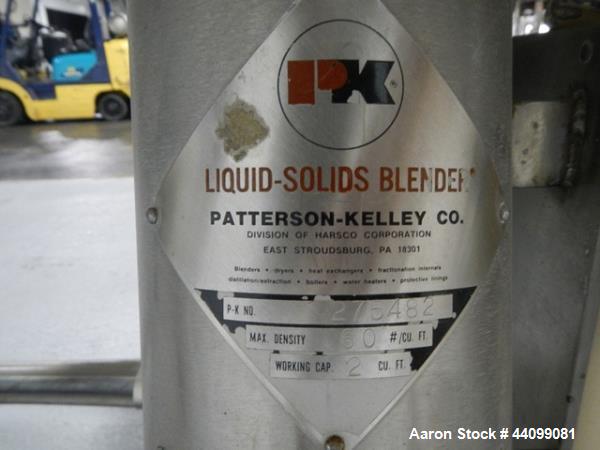 PK ®
LIQUID-SOLIDS BLENDER®
PATTERSON-KELLEY CO.
DIVISION OF HARSCO CORPORATION
EAST STROUDSBURG, PA 18301
Blenders • dryers • heat exchangers • fractionation internals
distillation/extraction • boilers • water heaters • protective linings
P-K NO.
MAX. DENSITY 60 #/CU. FT.
WORKING CAP. 2 CU. FT.
Aaron Stock # 44099081